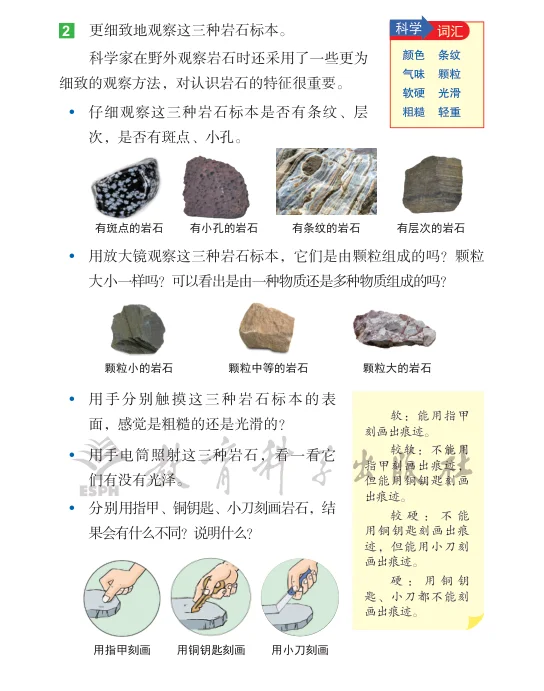 2 更细致地观察这三种岩石标本。
科学家在野外观察岩石时还采用了一些更为
细致的观察方法，对认识岩石的特征很重要。
科学 词汇
颜色 条纹
气味 颗粒
软硬 光滑
粗糙 轻重
• 仔细观察这三种岩石标本是否有条纹、层
次，是否有斑点、小孔。
有斑点的岩石 有小孔的岩石 有条纹的岩石 有层次的岩石
• 用放大镜观察这三种岩石标本，它们是由颗粒组成的吗？颗粒
大小一样吗？可以看出是由一种物质还是多种物质组成的吗？
颗粒小的岩石 颗粒中等的岩石 颗粒大的岩石
• 用手分别触摸这三种岩石标本的表
面，感觉是粗糙的还是光滑的？
• 用手电筒照射这三种岩石，看一看它
们有没有光泽。
• 分别用指甲、铜钥匙、小刀刻画岩石，结
果会有什么不同？说明什么？
软：能用指甲
刻画出痕迹。
较软：不能用
指甲刻画出痕迹，
但能用铜钥匙刻画
出痕迹。
较硬：不能
用铜钥匙刻画出痕
迹，但能用小刀刻
画出痕迹。
硬：用铜钥
匙、小刀都不能刻
画出痕迹。
用指甲刻画 用铜钥匙刻画 用小刀刻画
ESPH 教育科学出版社